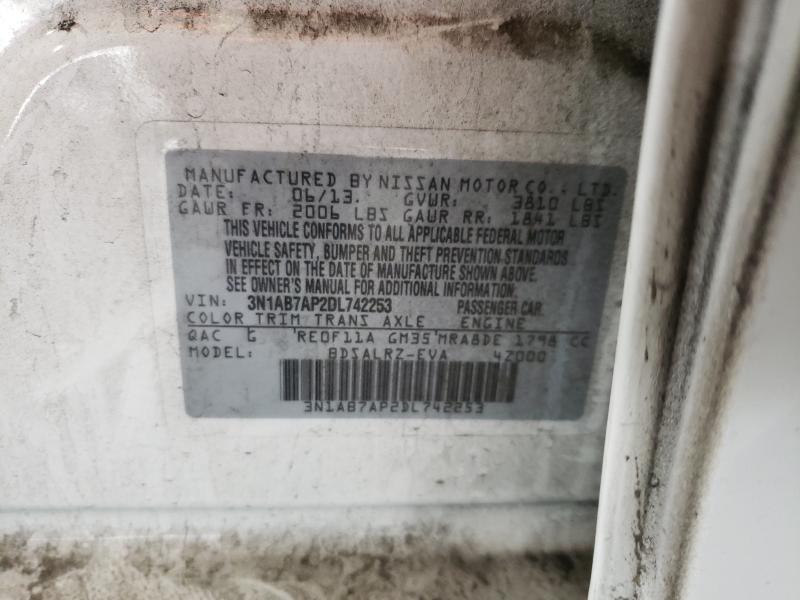 MANUFACTURED BY NISSAN MOTOR CO., LTD.
DATE: 06/13. GVWR: 3810 LBS
GAWR FR: 2006 LBS GAWR RR: 1841 LBS
THIS VEHICLE CONFORMS TO ALL APPLICABLE FEDERAL MOTOR
VEHICLE SAFETY, BUMPER AND THEFT PREVENTION STANDARDS
IN EFFECT ON THE DATE OF MANUFACTURE SHOWN ABOVE.
SEE OWNER'S MANUAL FOR ADDITIONAL INFORMATION
VIN: 3N1AB7AP2DL742253 PASSENGER CAR.
COLOR TRIM TRANS AXLE ENGINE
QAC G RE0F11A GM35 MRA8DE 1798 CC
MODEL: BDSALRZ-EVA 4Z000
3N1AB7AP2DL742253